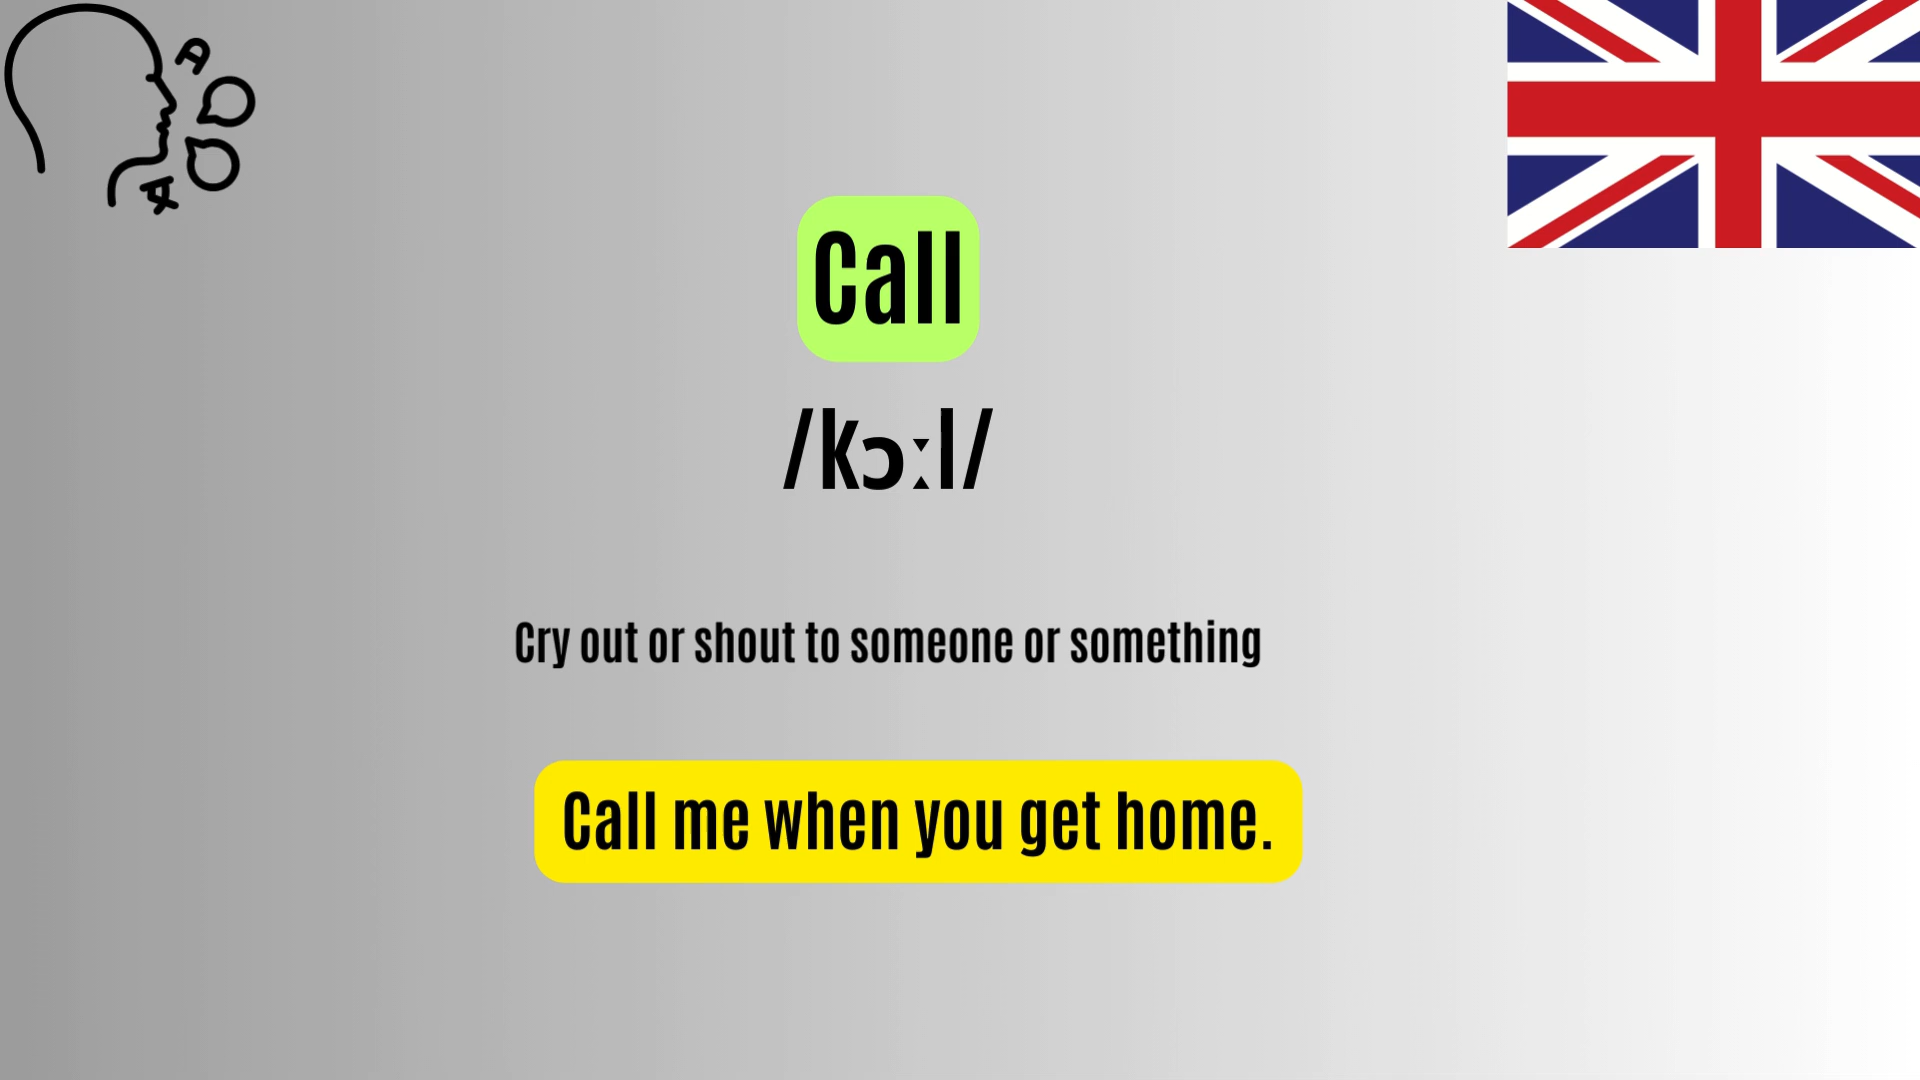 Call
/kɔːl/
Cry out or shout to someone or something
Call me when you get home.